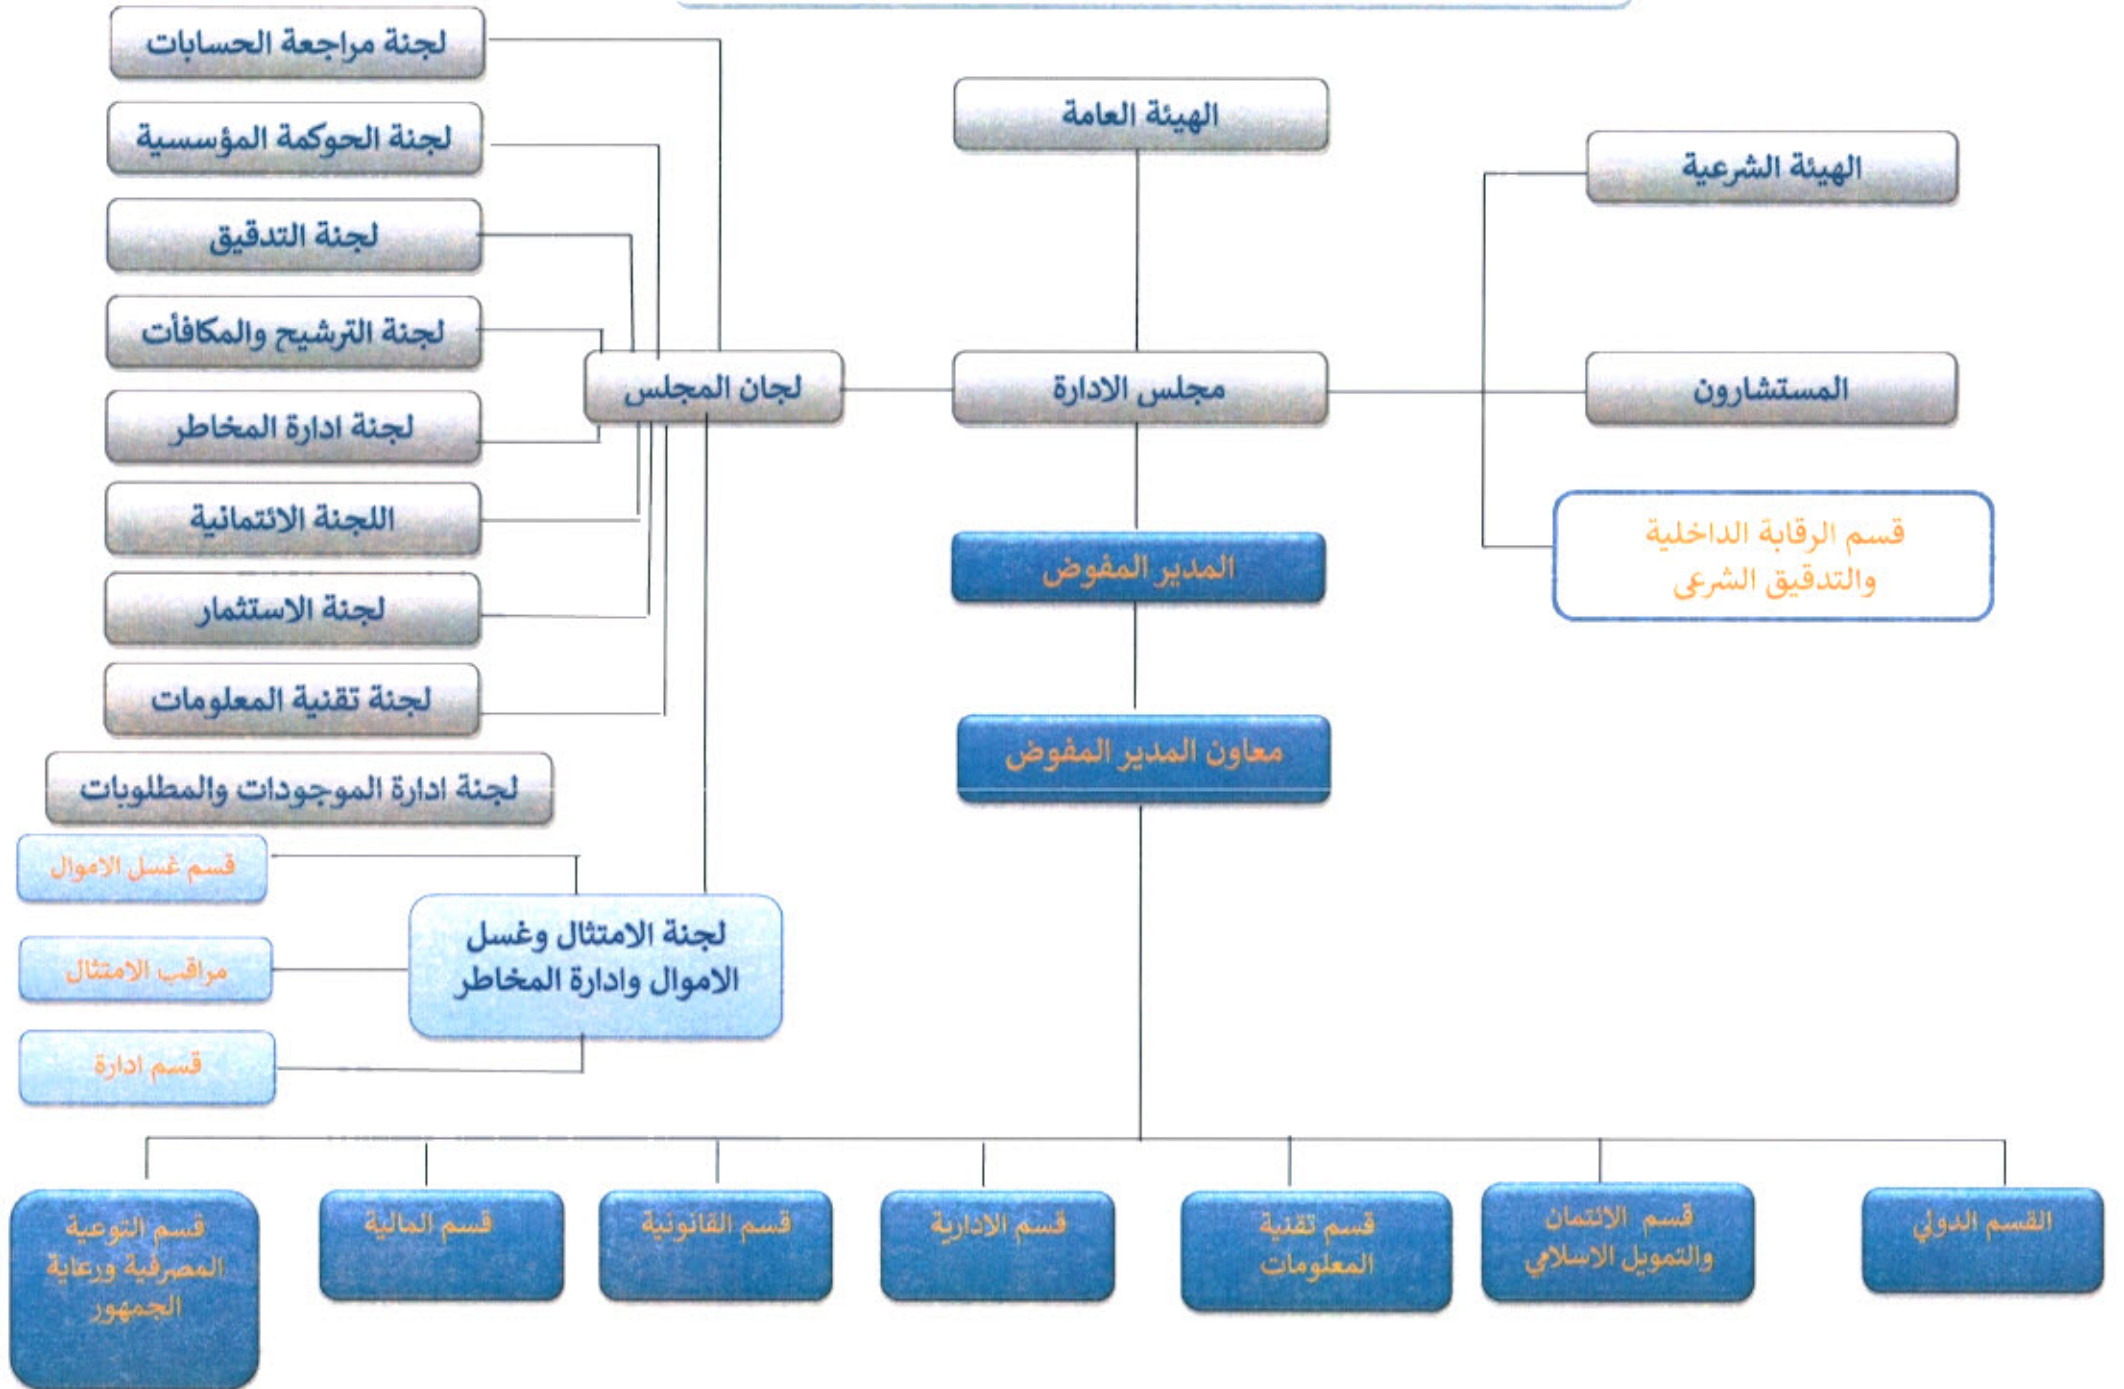 لجنة مراجعة الحسابات
الهيئة العامة
لجنة الحوكمة المؤسسية
الهيئة الشرعية
لجنة التدقيق
لجنة الترشيح والمكافأت
لجان المجلس
مجلس الادارة
المستشارون
لجنة ادارة المخاطر
اللجنة الائتمانية
قسم الرقابة الداخلية
والتدقيق الشرعى
المدير المفوض
لجنة الاستثمار
لجنة تقنية المعلومات
معاون المدير المفوض
لجنة ادارة الموجودات والمطلوبات
قسم غسل الاموال
لجنة الامتثال وغسل
الاموال وادارة المخاطر
مراقب الامتثال
قسم ادارة
القسم الدولي
قسم الائتمان
والتمويل الاسلامي
قسم تقنية
المعلومات
قسم الادارية
قسم القانونية
قسم المالية
قسم التوعية
المصرفية ورعاية
الجمهور